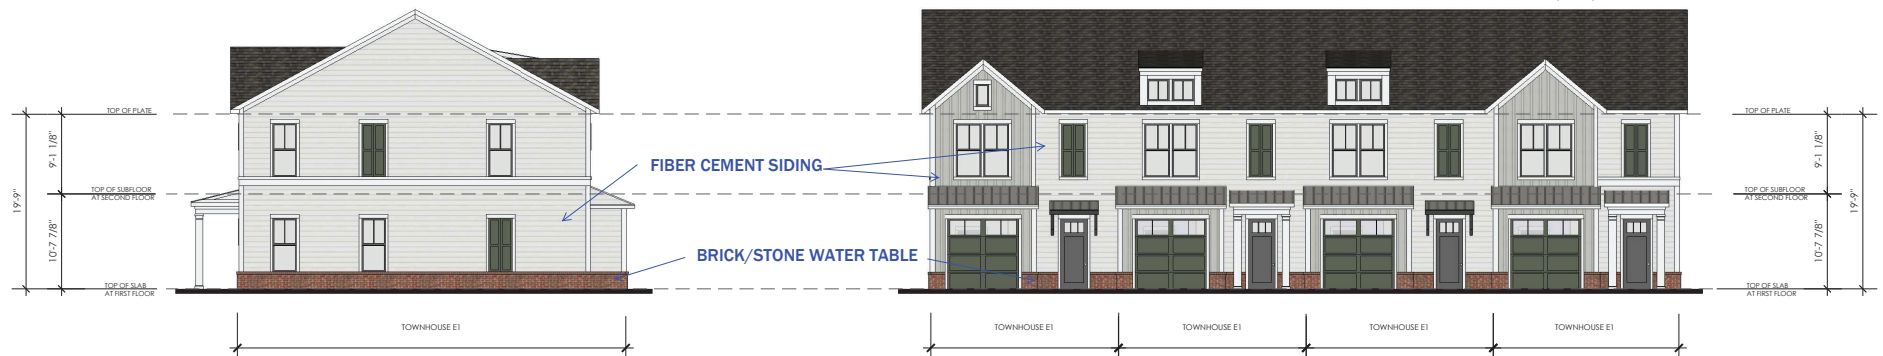 TOP OF PLATE
TOP OF SUBFLOOR
AT SECOND FLOOR
TOP OF SLAB
AT FIRST FLOOR
19'-9"
9'-1 1/8"
10'-7 7/8"
FIBER CEMENT SIDING
BRICK/STONE WATER TABLE
TOWNHOUSE E1
TOP OF PLATE
TOP OF SUBFLOOR
AT SECOND FLOOR
TOP OF SLAB
AT FIRST FLOOR
9'-1 1/8"
10'-7 7/8"
19'-9"
TOWNHOUSE E1
TOWNHOUSE E1
TOWNHOUSE E1
TOWNHOUSE E1